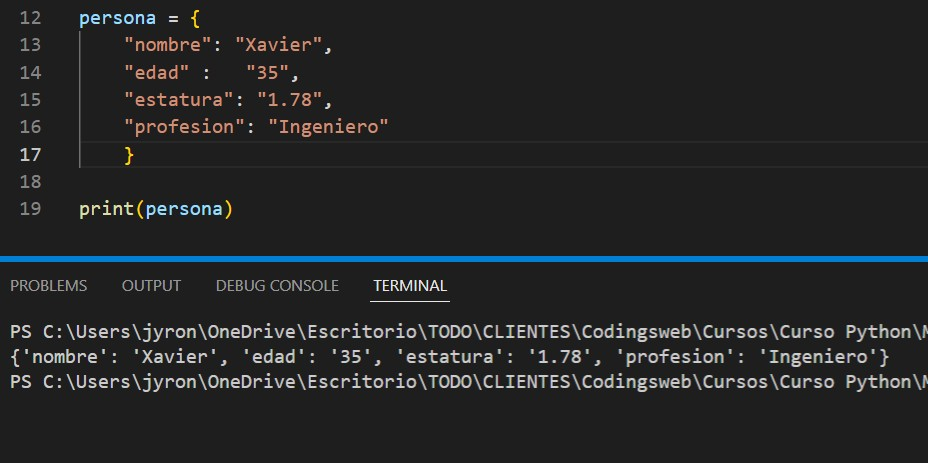 12 persona = {
13 "nombre": "Xavier",
14 "edad" : "35",
15 "estatura": "1.78",
16 "profesion": "Ingeniero"
17 }
18
19 print(persona)
PROBLEMS OUTPUT DEBUG CONSOLE TERMINAL
PS C:\Users\jyron\OneDrive\Escritorio\TODO\CLIENTES\Codingsweb\Cursos\Curso Python\M
{'nombre': 'Xavier', 'edad': '35', 'estatura': '1.78', 'profesion': 'Ingeniero'}
PS C:\Users\jyron\OneDrive\Escritorio\TODO\CLIENTES\Codingsweb\Cursos\Curso Python\M